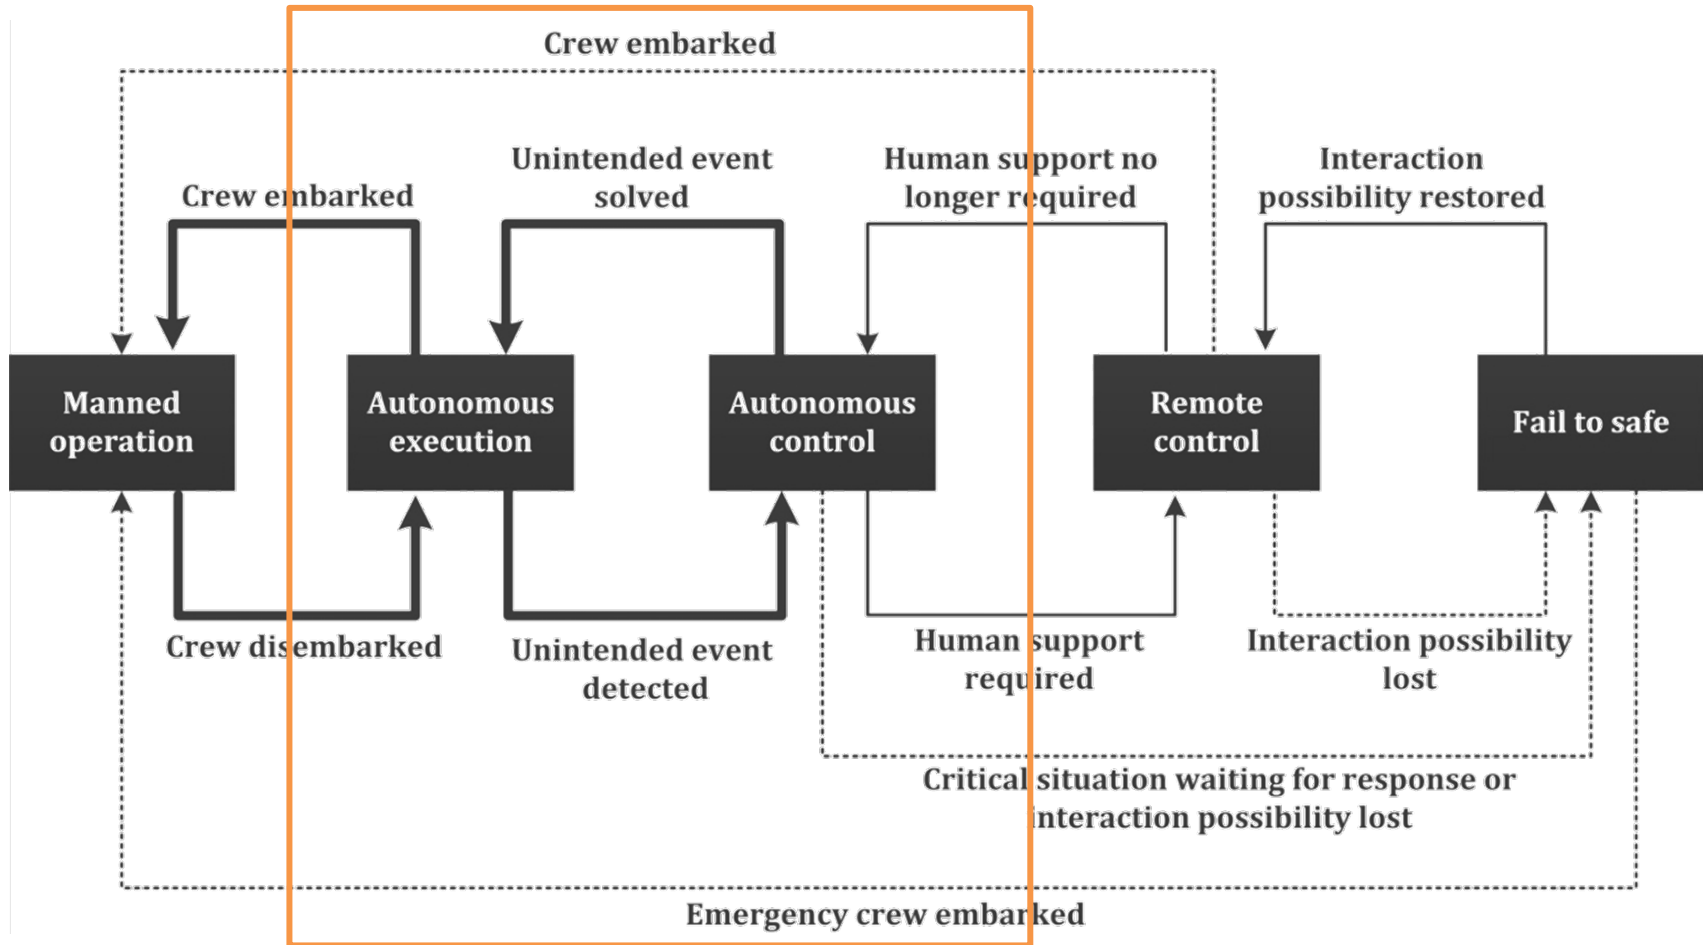 Crew embarked
Unintended event
solved
Human support no
longer required
Interaction
possibility restored
Crew embarked
Manned
operation
Autonomous
execution
Autonomous
control
Remote
control
Fail to safe
Crew disembarked
Unintended event
detected
Human support
required
Interaction possibility
lost
Critical situation waiting for response or
interaction possibility lost
Emergency crew embarked